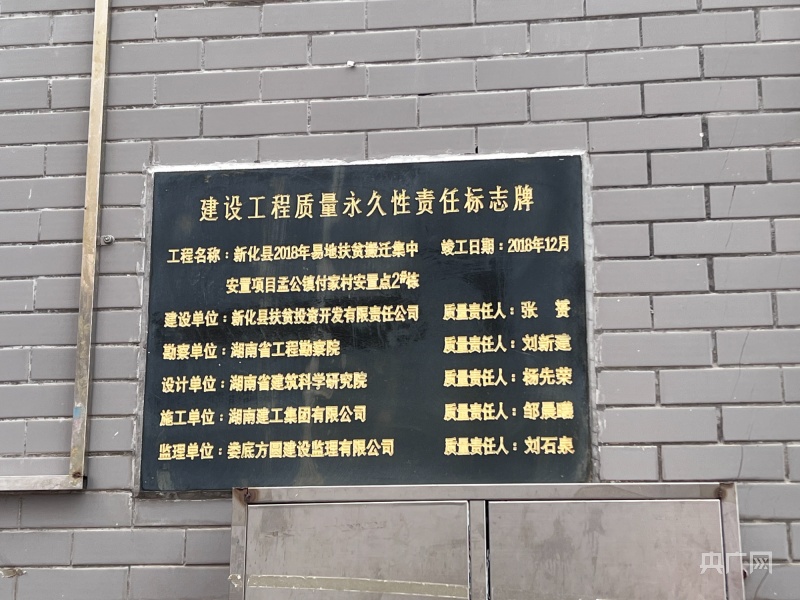 建设工程质量永久性责任标志牌
工程名称：新化县2018年易地扶贫搬迁集中 竣工日期：2018年12月
安置项目孟公镇付家村安置点2#栋
建设单位：新化县扶贫投资开发有限责任公司 质量责任人：张 赟
勘察单位：湖南省工程勘察院 质量责任人：刘新建
设计单位：湖南省建筑科学研究院 质量责任人：杨先荣
施工单位：湖南建工集团有限公司 质量责任人：邹晨曦
监理单位：娄底方圆建设监理有限公司 质量责任人：刘石泉
央广网